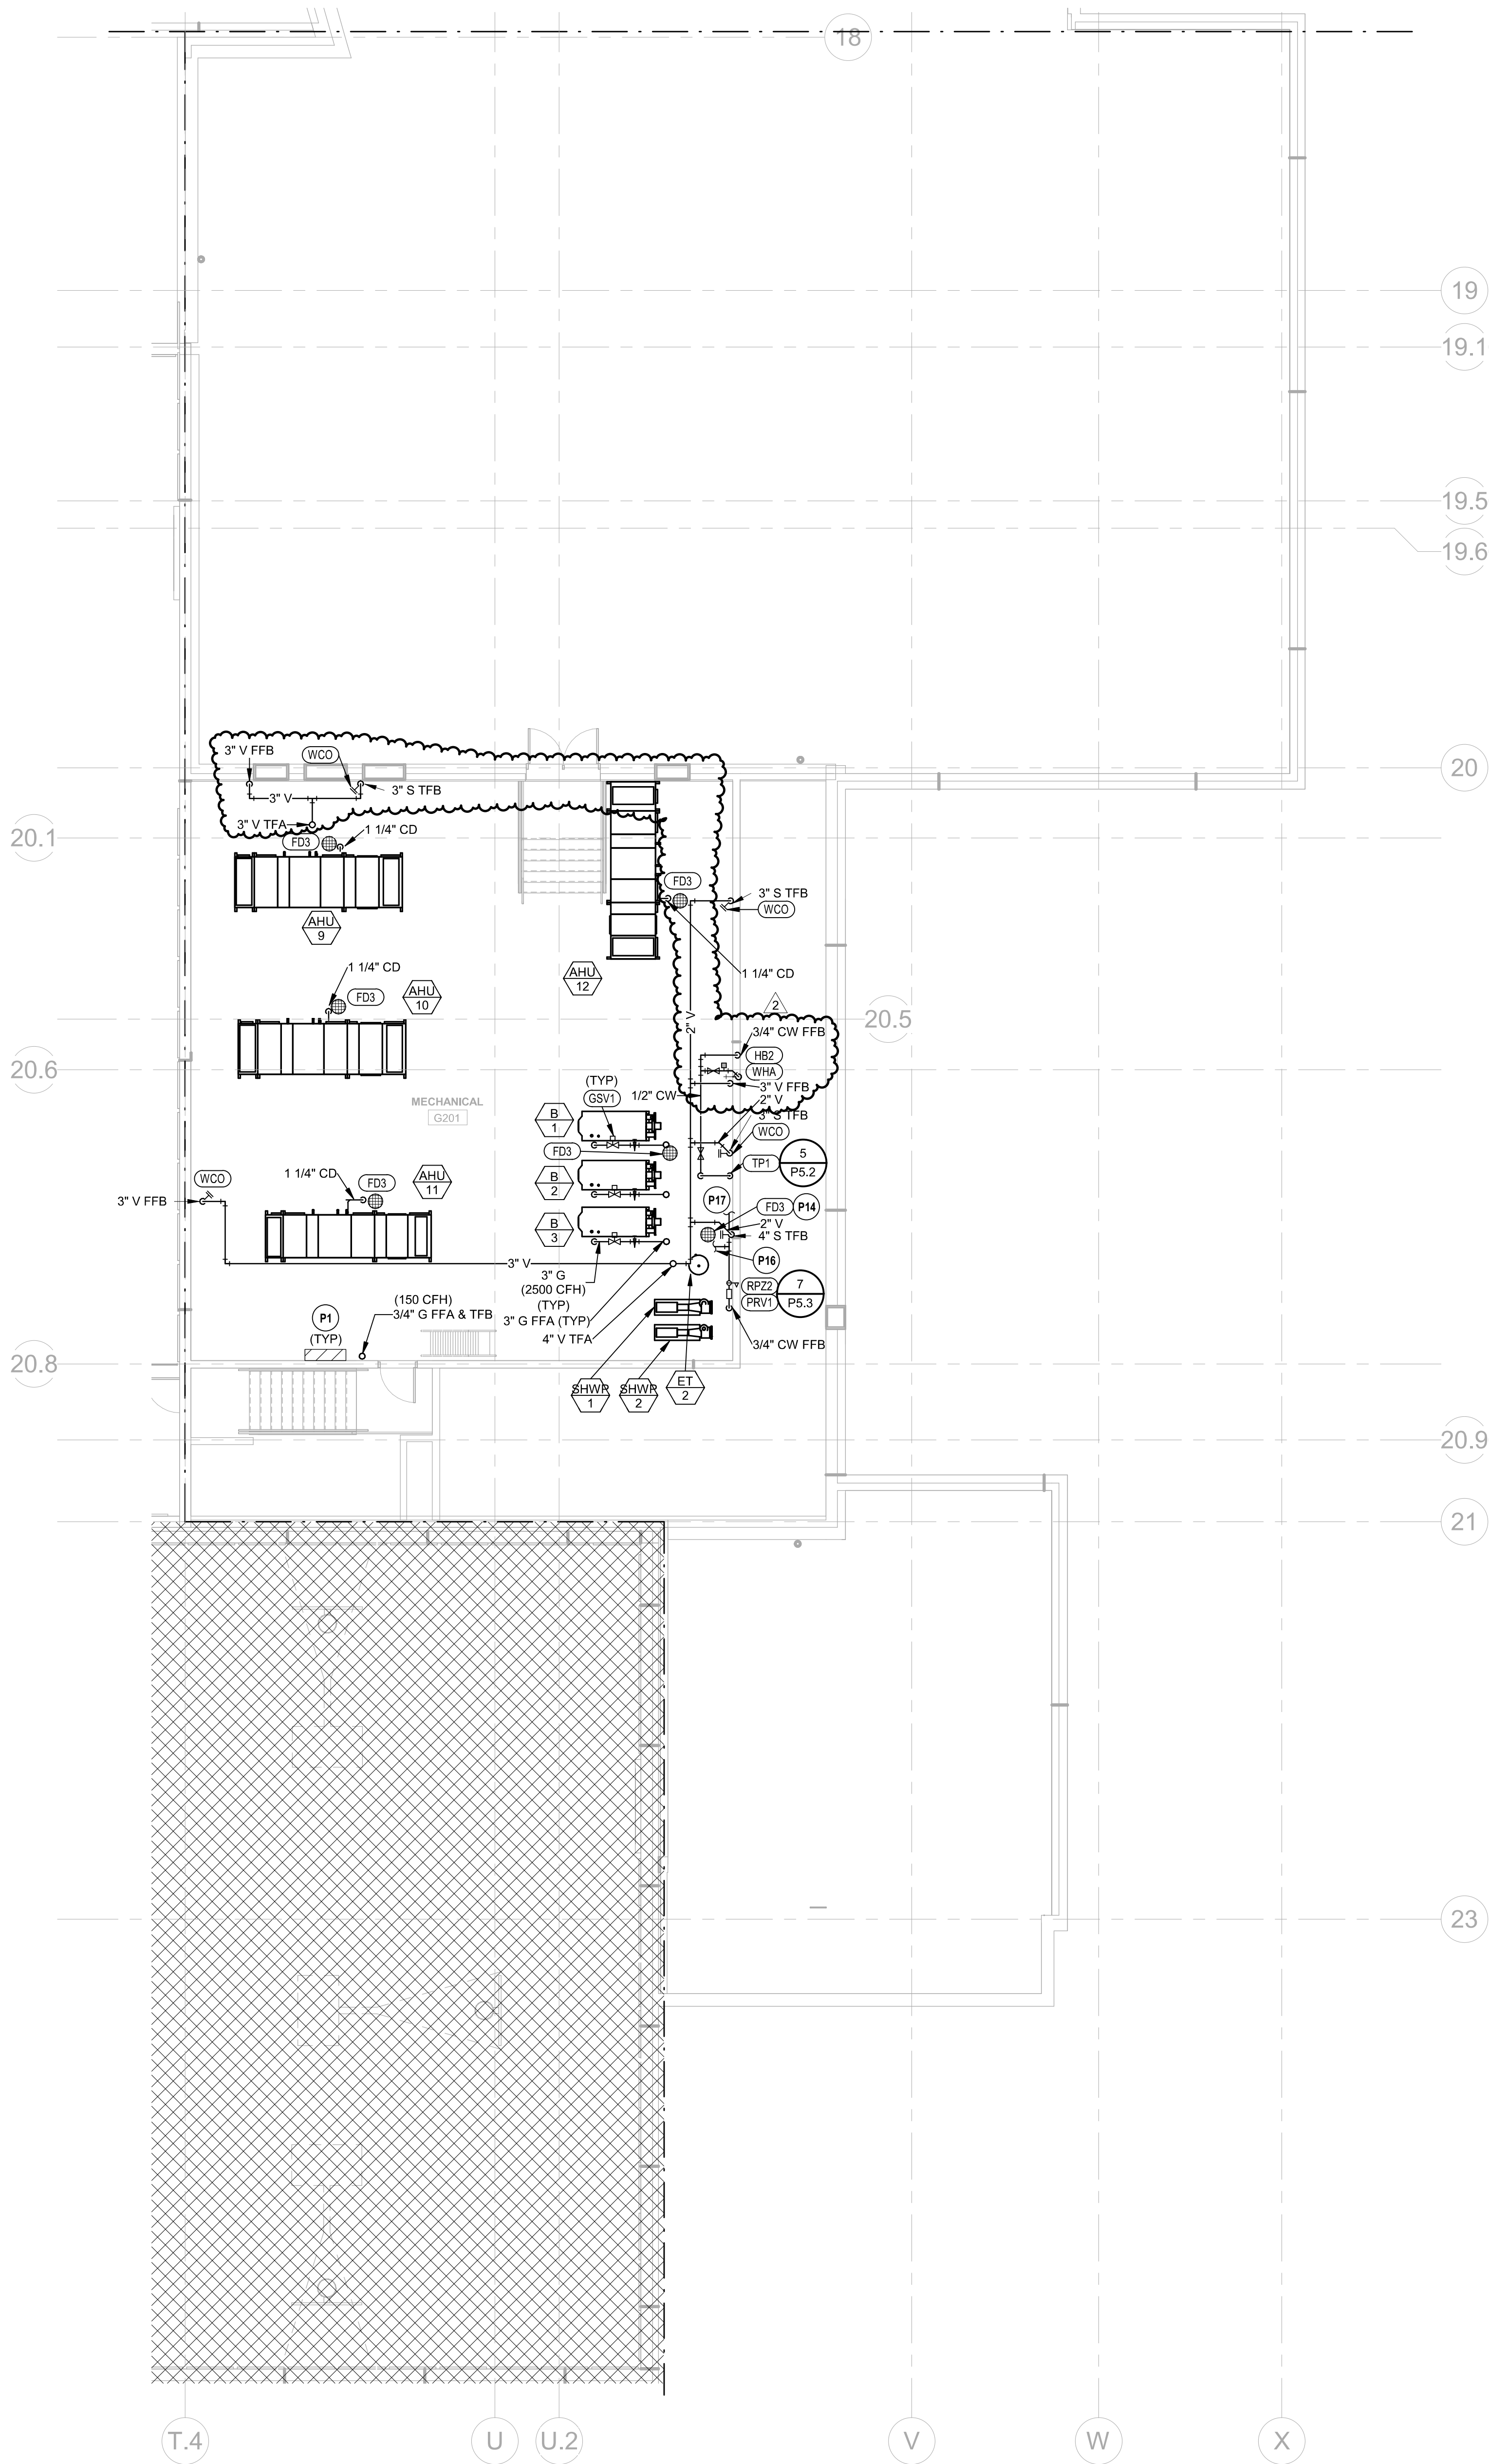 18
19
19.1
19.5
19.6
20
20.1
3" V FFB
WCO
3" S TFB
3" V
3" V TFA
1 1/4" CD
FD3
AHU
9
FD3
3" S TFB
WCO
1 1/4" CD
AHU
12
1 1/4" CD
FD3
AHU
10
2
20.5
2" V
3/4" CW FFB
HB2
WHA
20.6
3" V FFB
(TYP)
GSV1
1/2" CW
2" V
3" S TFB
WCO
MECHANICAL
G201
B
1
FD3
TP1
5
P5.2
B
2
WCO
3" V FFB
1 1/4" CD
FD3
AHU
11
P17
FD3
P14
2" V
4" S TFB
B
3
P16
3" V
3" G
(2500 CFH)
(TYP)
3" G FFA (TYP)
4" V TFA
RPZ2
PRV1
7
P5.3
3/4" CW FFB
(150 CFH)
3/4" G FFA & TFB
P1
(TYP)
20.8
SHWP
1
SHWP
2
ET
2
20.9
21
23
T.4
U
U.2
V
W
X